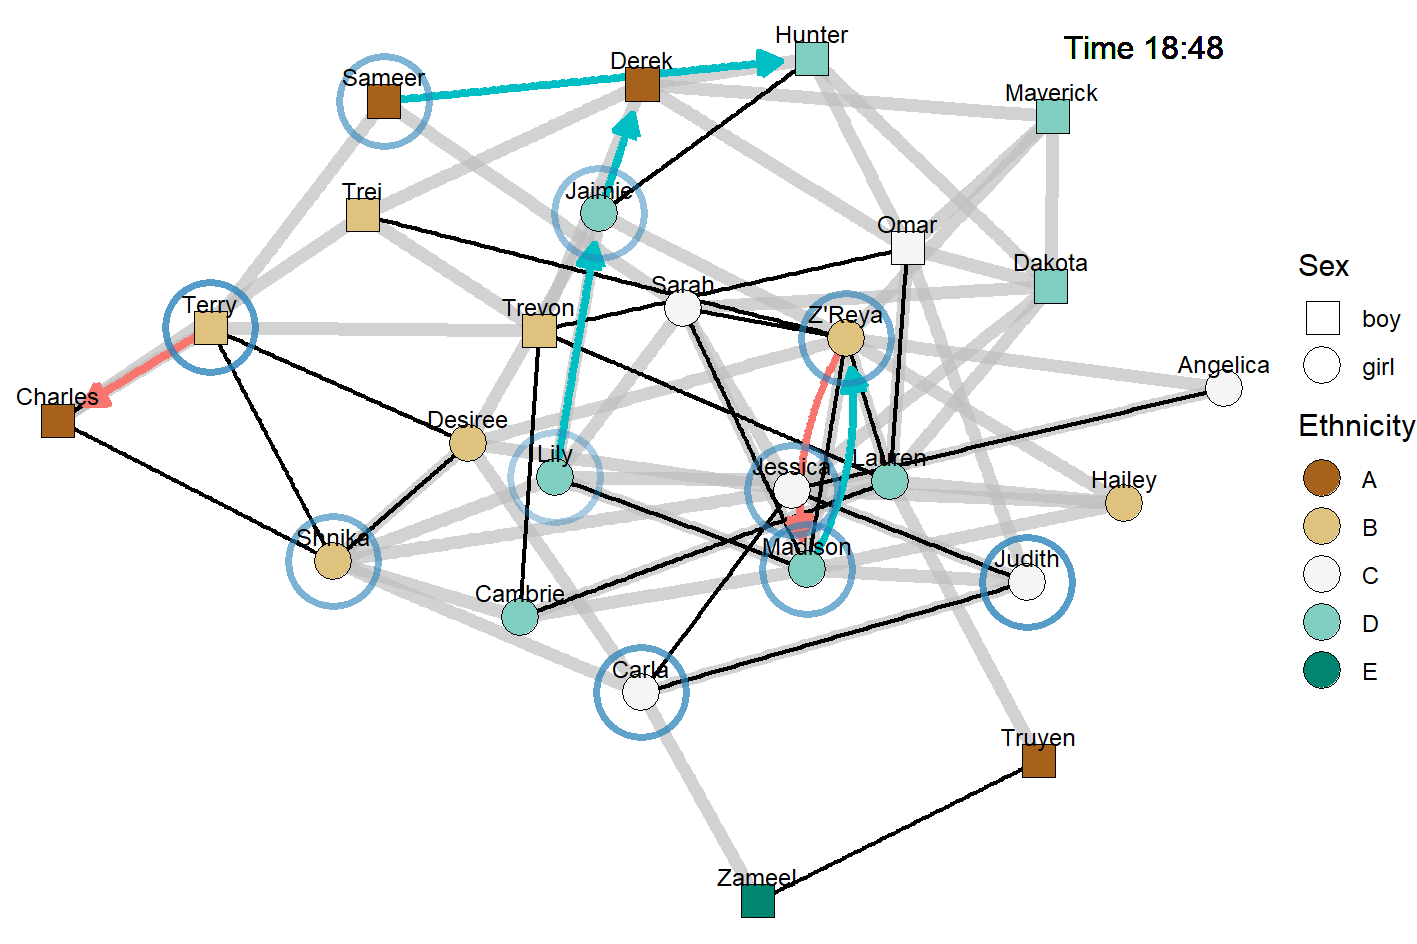 Hunter
Time 18:48
Derek
Sameer
Maverick
Trei
Jaimie
Omar
Dakota
Sarah
Terry
Trevon
Z'Reya
Angelica
Charles
Desiree
Lily
Jessica
Lauren
Hailey
Shnika
Madison
Judith
Cambrie
Carla
Truyen
Zameel
Sex
boy
girl
Ethnicity
A
B
C
D
E